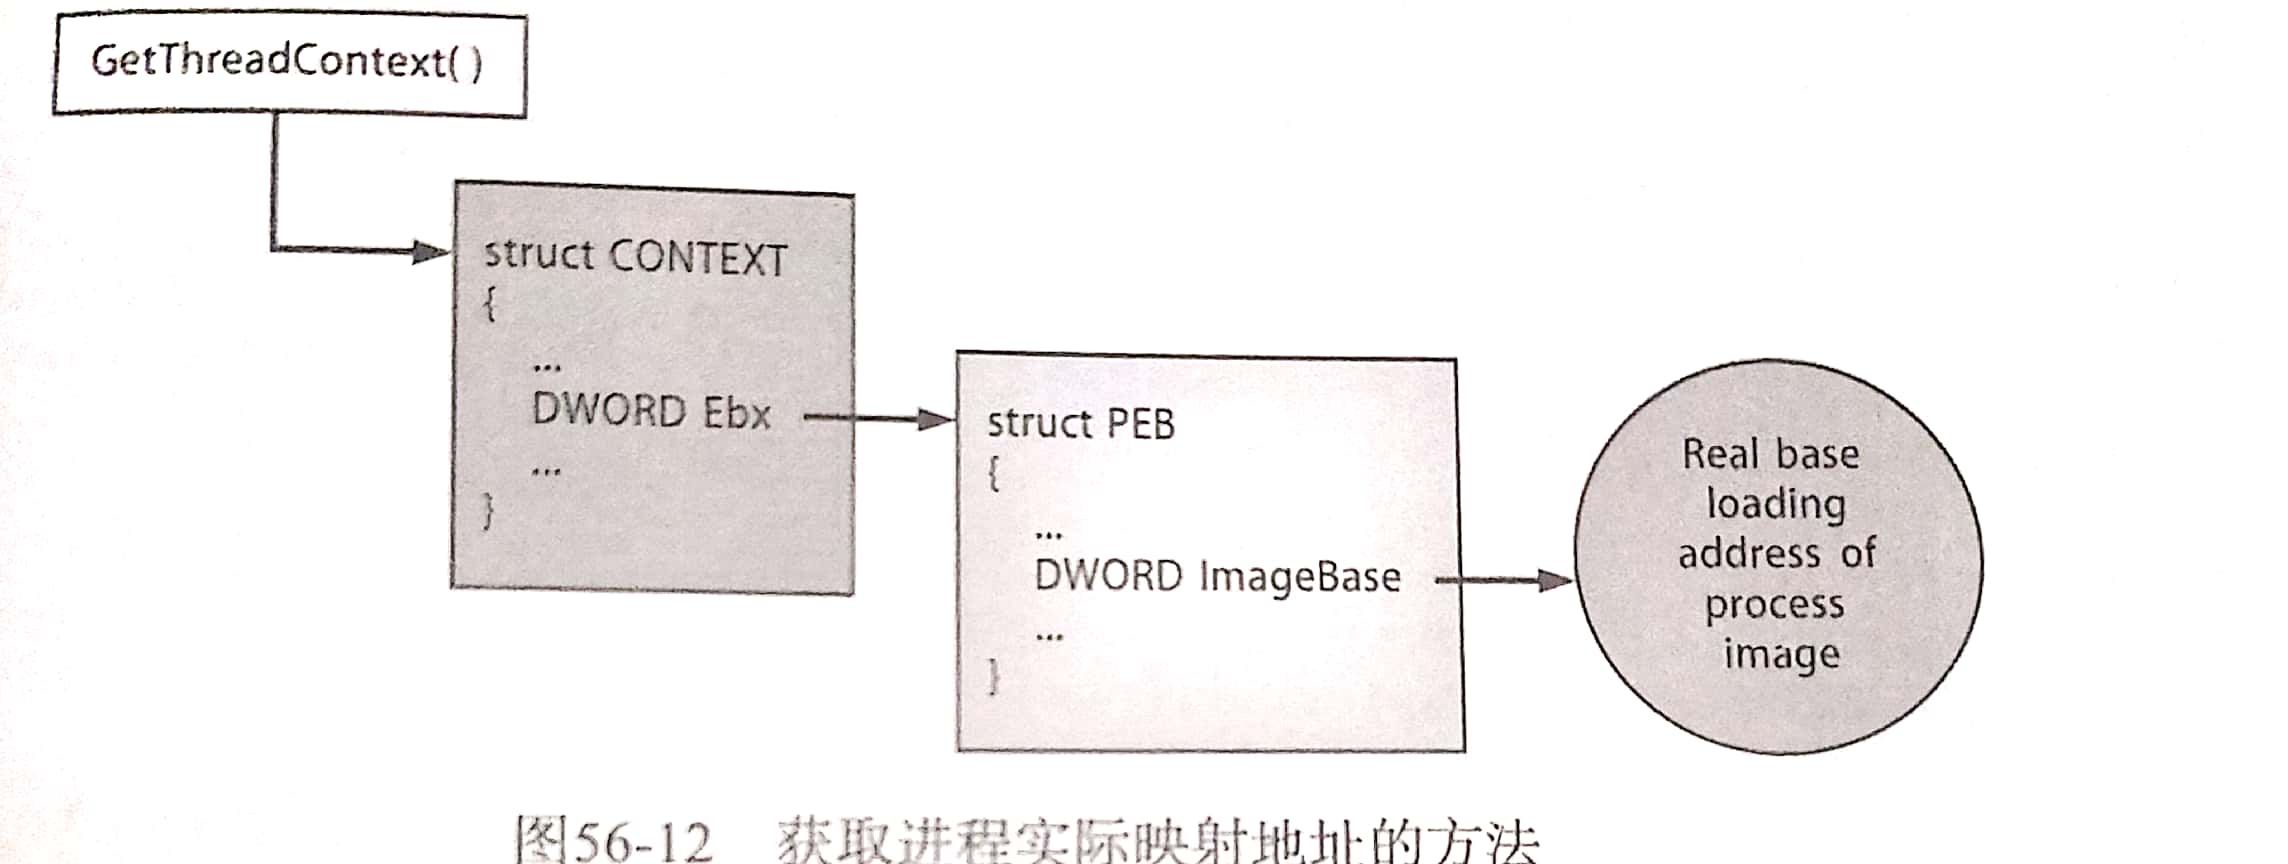 GetThreadContext( )
struct CONTEXT
{
...
DWORD Ebx
...
}
struct PEB
{
...
DWORD ImageBase
...
}
Real base
loading
address of
process
image
图56-12 获取进程实际映射地址的方法